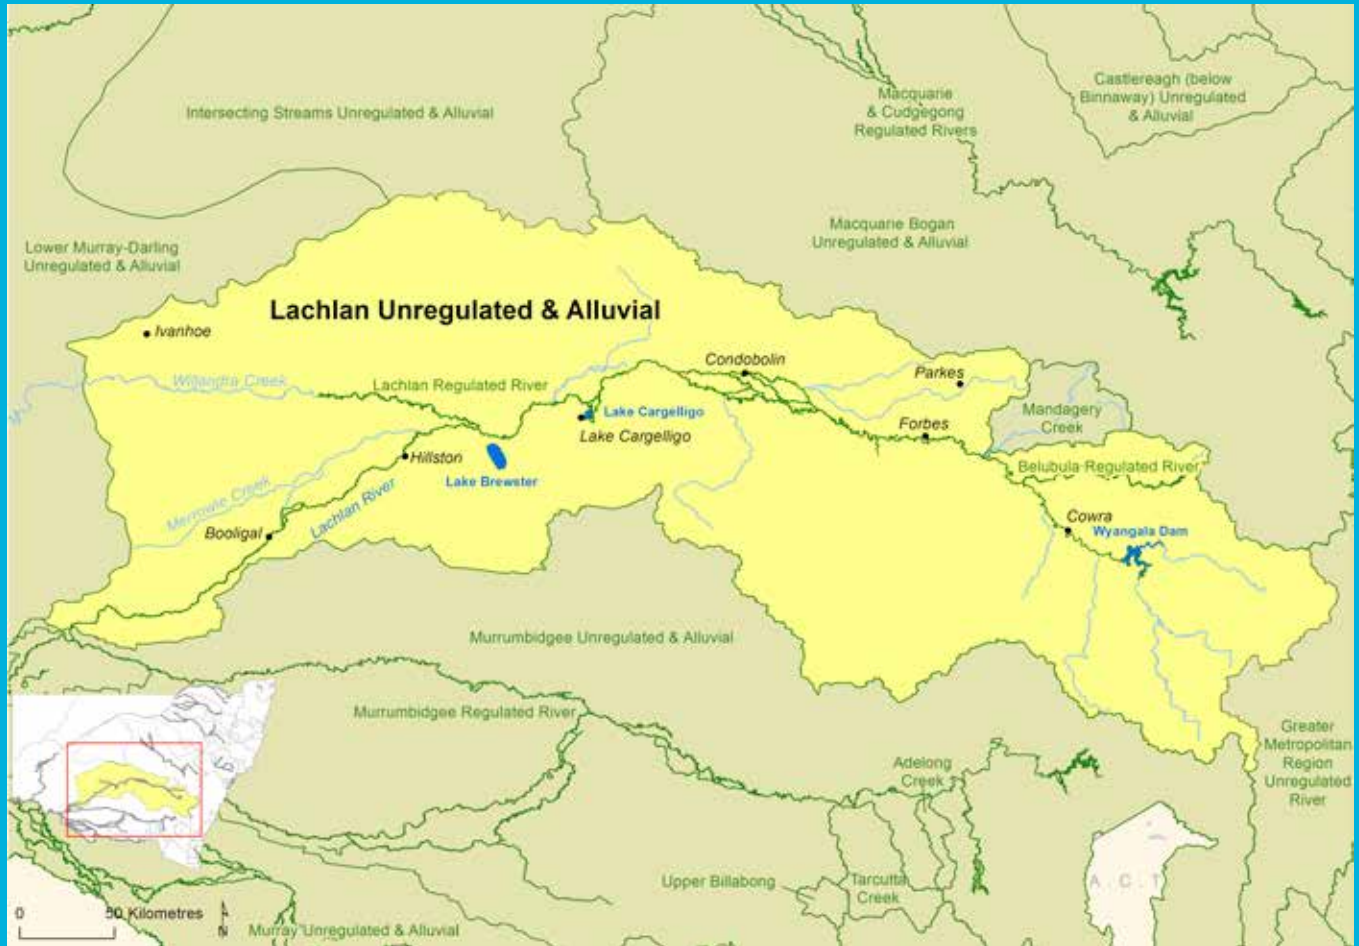 Intersecting Streams Unregulated & Alluvial
Macquarie
& Cudgegong
Regulated Rivers
Castlereagh (below
Binnaway) Unregulated
& Alluvial
Lower Murray-Darling
Unregulated & Alluvial
Macquarie Bogan
Unregulated & Alluvial
Lachlan Unregulated & Alluvial
Ivanhoe
Willandra Creek
Lachlan Regulated River
Condobolin
Parkes
Lake Cargelligo
Lake Cargelligo
Forbes
Mandagery
Creek
Hillston
Lake Brewster
Belubula Regulated River
Merrowie Creek
Lachlan River
Booligal
Cowra
Wyangala Dam
Murrumbidgee Unregulated & Alluvial
Murrumbidgee Regulated River
Greater
Metropolitan
Region
Unregulated
River
Adelong
Creek
Upper Billabong
Tarcutta
Creek
A.C.T
0 50 Kilometres
N
Murray Unregulated & Alluvial